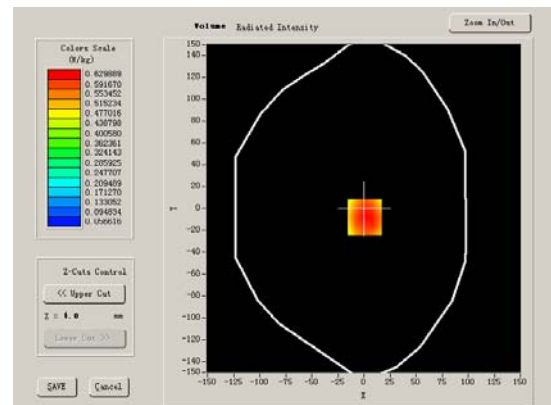 Volume Radiated Intensity
Zoom In/Out
Colors Scale
(W/kg)
0.629889
0.591670
0.553452
0.515234
0.477016
0.438798
0.400580
0.362361
0.324143
0.285925
0.247707
0.209489
0.171270
0.133052
0.094834
0.056616
Z-Cuts Control
<< Upper Cut
Z = 4.0 mm
Lower Cut >>
SAVE Cancel
150
120
100
80
60
40
20
0
-20
-40
-60
-80
-100
-120
-140
-150
Y
-150 -125 -100 -75 -50 -25 0 25 50 75 100 125 150
X